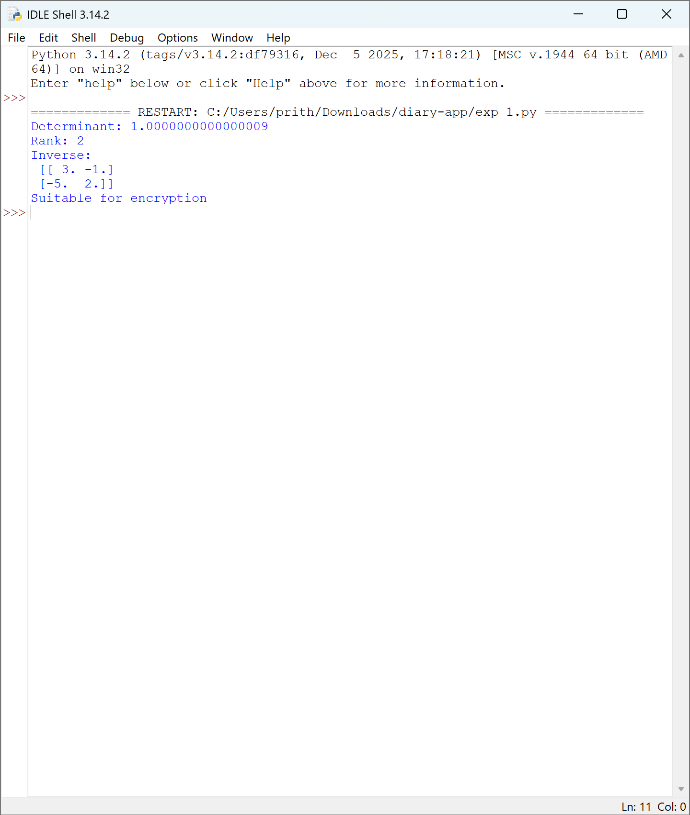 IDLE Shell 3.14.2
File Edit Shell Debug Options Window Help
Python 3.14.2 (tags/v3.14.2:df79316, Dec  5 2025, 17:18:21) [MSC v.1944 64 bit (AMD
64)] on win32
Enter "help" below or click "Help" above for more information.
>>>
============= RESTART: C:/Users/prith/Downloads/diary-app/exp 1.py =============
Determinant: 1.0000000000000009
Rank: 2
Inverse:
 [[ 3. -1.]
 [-5.  2.]]
Suitable for encryption
>>>
Ln: 11 Col: 0